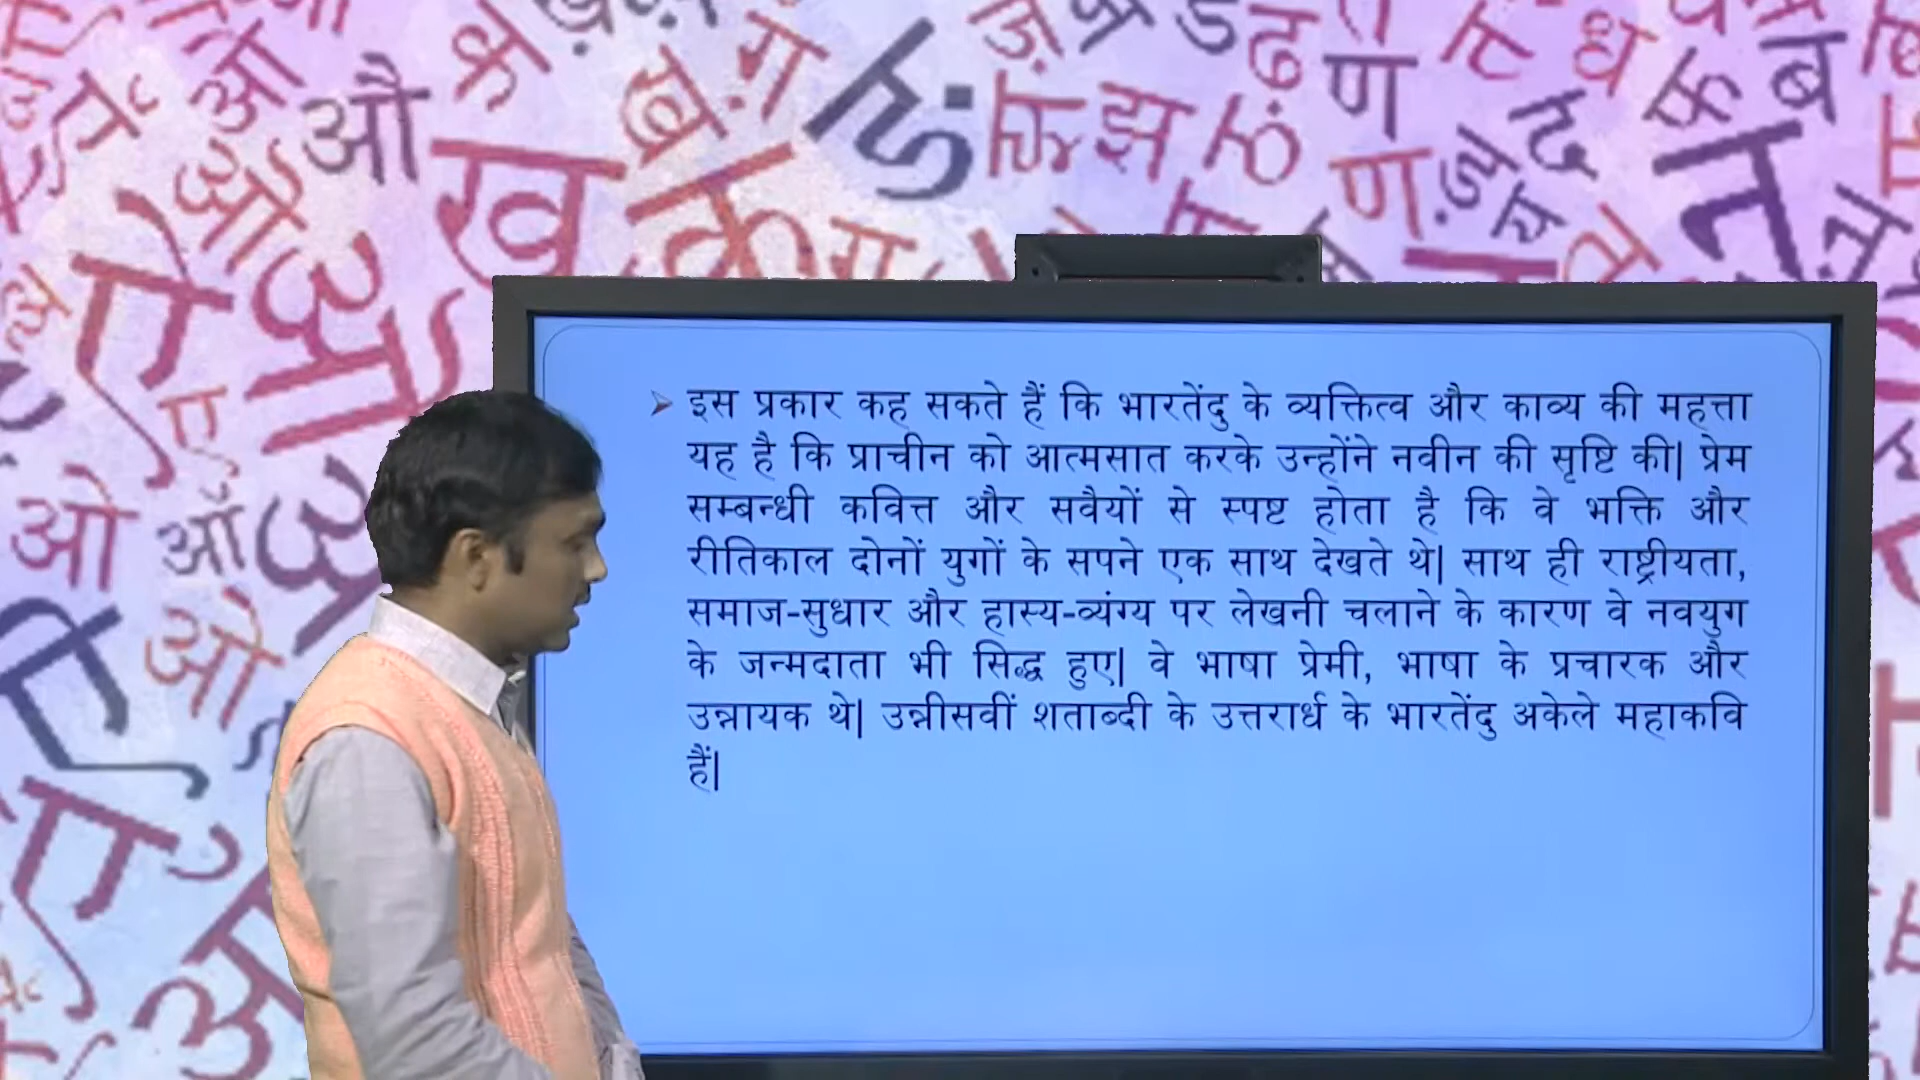 इस प्रकार कह सकते हैं कि भारतेंदु के व्यक्तित्व और काव्य की महत्ता
यह है कि प्राचीन को आत्मसात करके उन्होंने नवीन की सृष्टि की| प्रेम
सम्बन्धी कवित्त और सवैयों से स्पष्ट होता है कि वे भक्ति और
रीतिकाल दोनों युगों के सपने एक साथ देखते थे| साथ ही राष्ट्रीयता,
समाज-सुधार और हास्य-व्यंग्य पर लेखनी चलाने के कारण वे नवयुग
के जन्मदाता भी सिद्ध हुए| वे भाषा प्रेमी, भाषा के प्रचारक और
उन्नायक थे| उन्नीसवीं शताब्दी के उत्तरार्ध के भारतेंदु अकेले महाकवि
हैं|